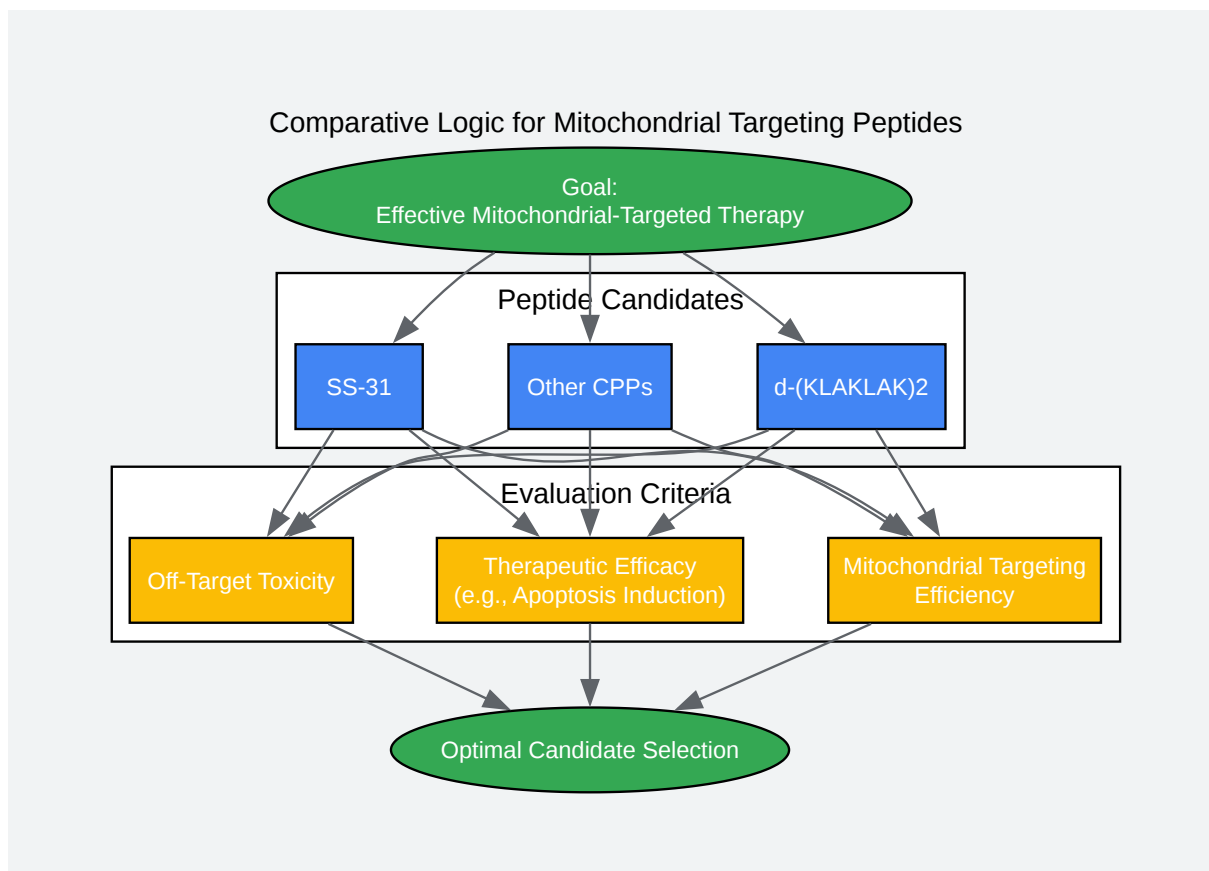 Comparative Logic for Mitochondrial Targeting Peptides
Goal:
Effective Mitochondrial-Targeted Therapy
Peptide Candidates
SS-31
Other CPPs
d-(KLAKLAK)2
Evaluation Criteria
Off-Target Toxicity
Therapeutic Efficacy
(e.g., Apoptosis Induction)
Mitochondrial Targeting
Efficiency
Optimal Candidate Selection